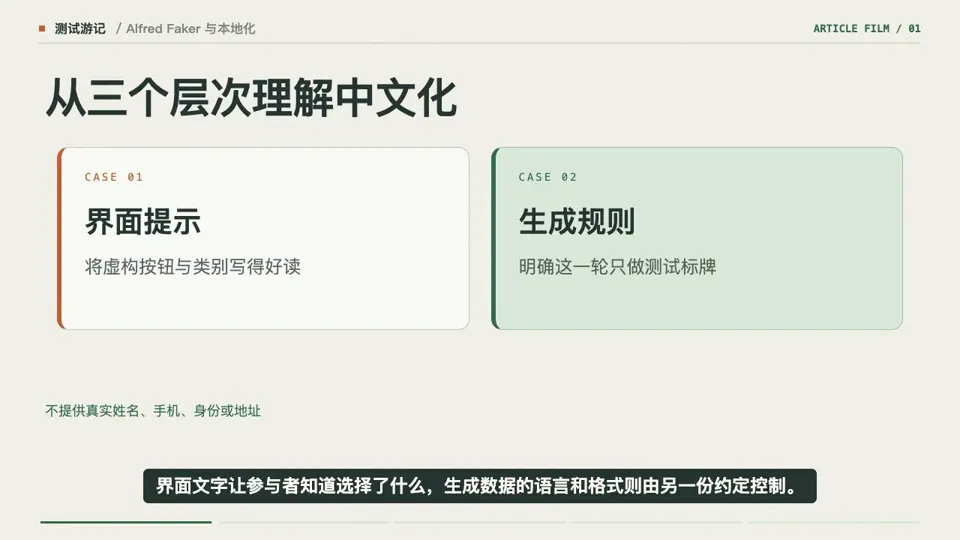 测试游记 / Alfred Faker 与本地化
ARTICLE FILM / 01
从三个层次理解中文化
CASE 01
界面提示
将虚构按钮与类别写得好读
CASE 02
生成规则
明确这一轮只做测试标牌
不提供真实姓名、手机、身份或地址
界面文字让参与者知道选择了什么，生成数据的语言和格式则由另一份约定控制。